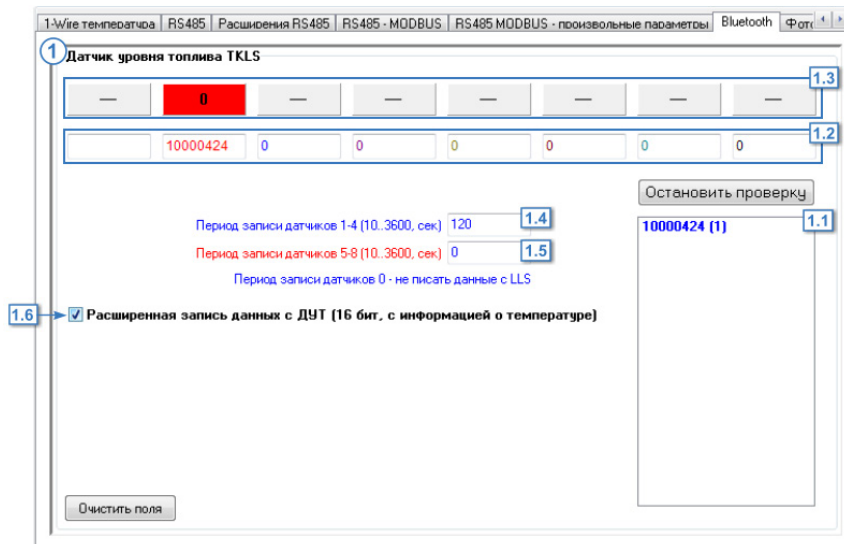 1-Wire температура RS485 Расширения RS485 RS485 - MODBUS RS485 MODBUS - произвольные параметры Bluetooth Фото
1 Датчик уровня топлива TKLS
1.3
— 0 — — — — — —
1.2
10000424 0 0 0 0 0 0
Остановить проверку
Период записи датчиков 1-4 (10..3600, сек) 120 1.4
10000424 (1) 1.1
Период записи датчиков 5-8 (10..3600, сек) 0 1.5
Период записи датчиков 0 - не писать данные с LLS
1.6 Расширенная запись данных с ДУТ (16 бит, с информацией о температуре)
Очистить поля